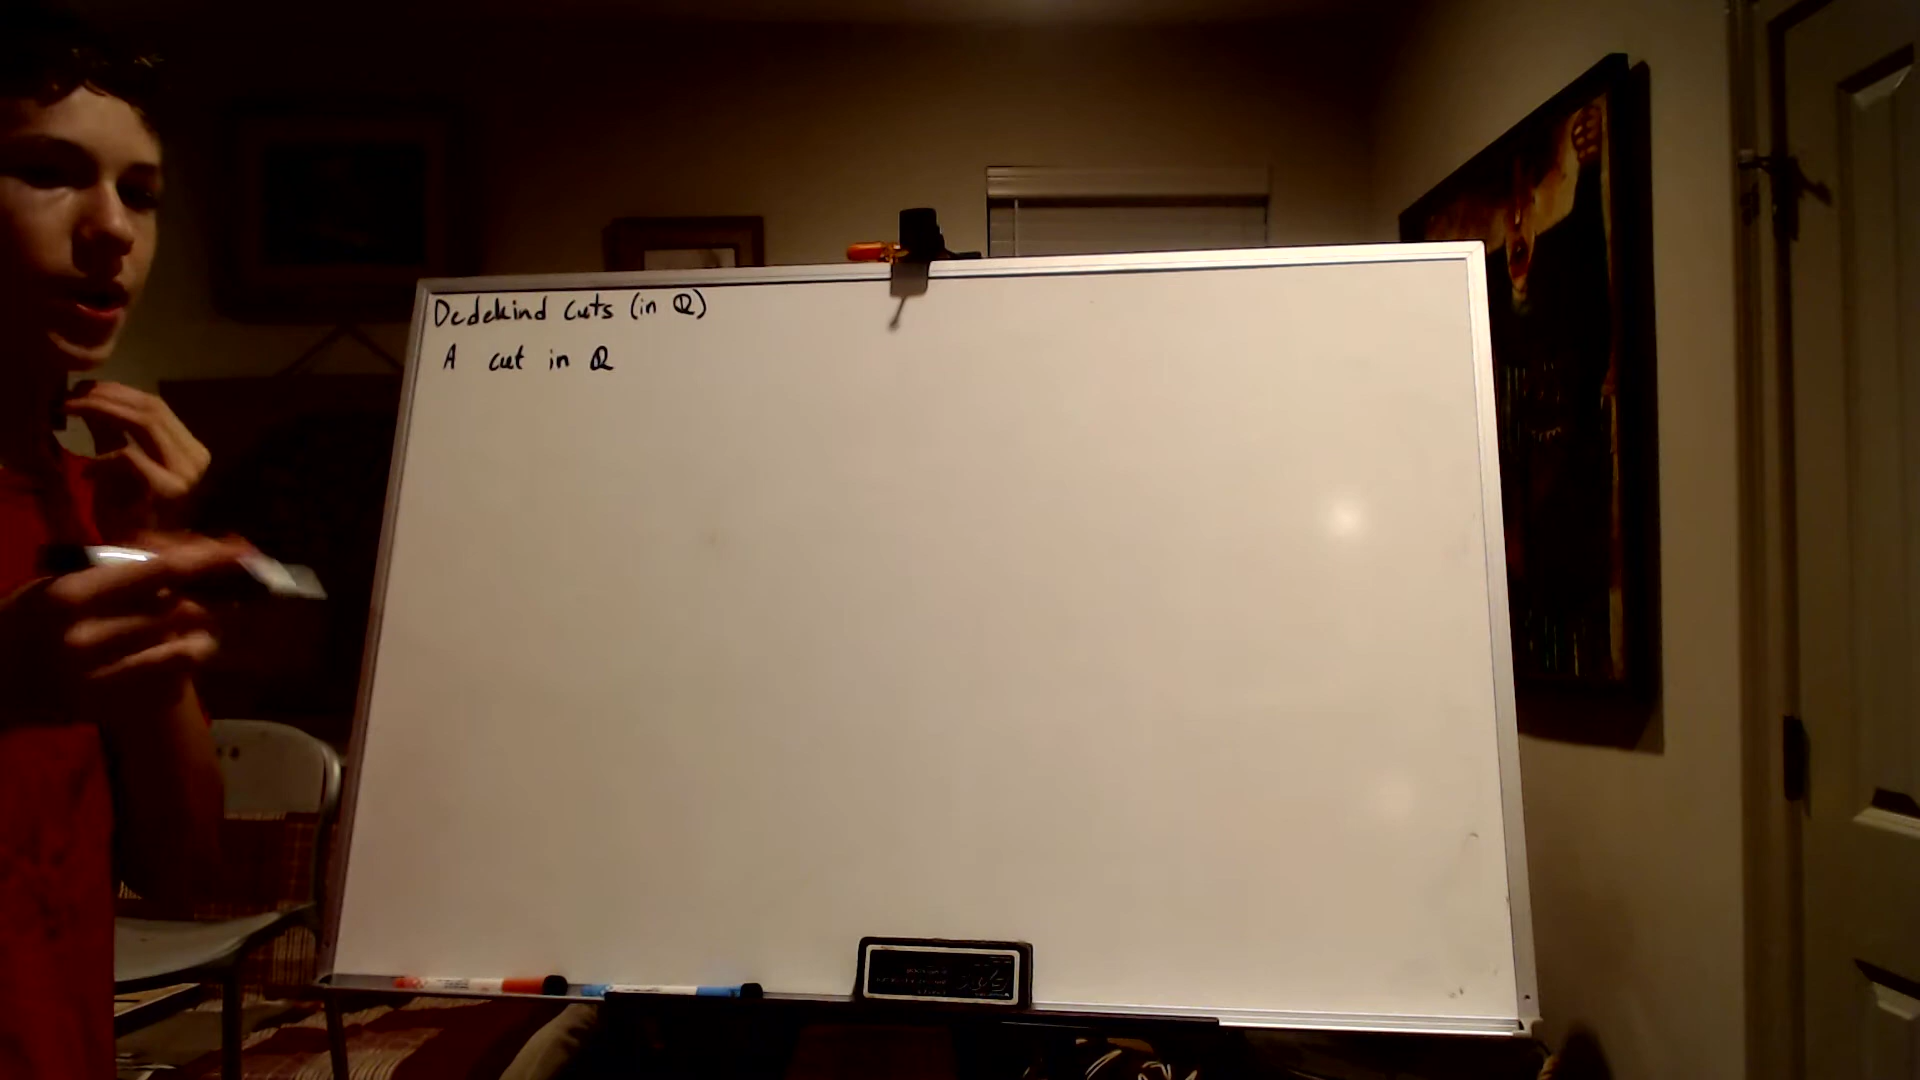 Dedekind cuts (in ℚ)
A cut in ℚ